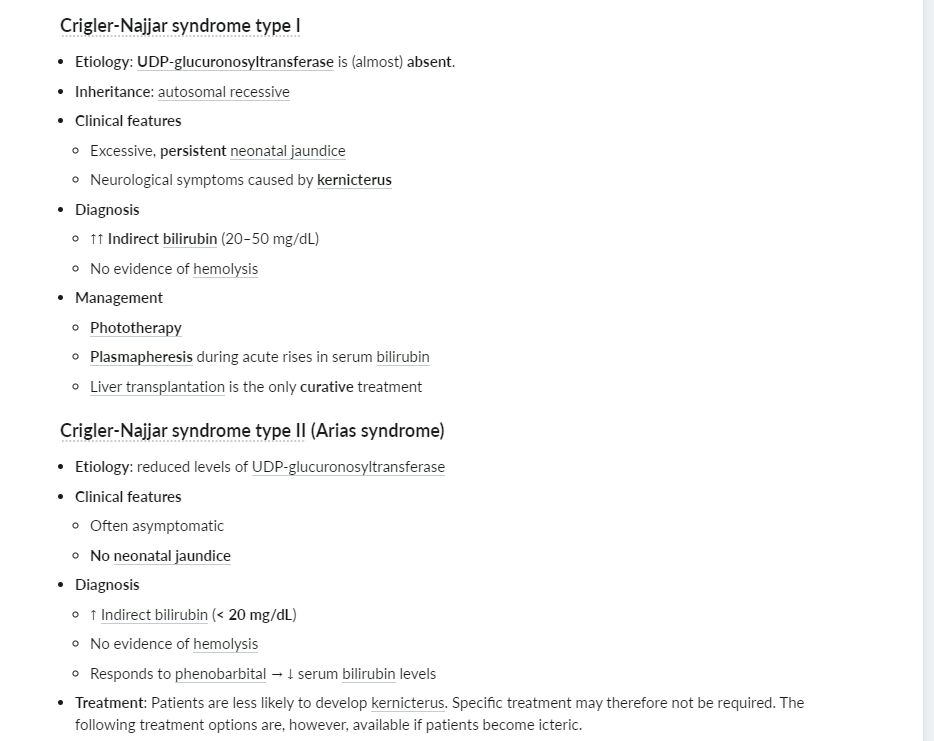 Crigler-Najjar syndrome type I
• Etiology: UDP-glucuronosyltransferase is (almost) absent.
• Inheritance: autosomal recessive
• Clinical features
◦ Excessive, persistent neonatal jaundice
◦ Neurological symptoms caused by kernicterus
• Diagnosis
◦ ↑↑ Indirect bilirubin (20–50 mg/dL)
◦ No evidence of hemolysis
• Management
◦ Phototherapy
◦ Plasmapheresis during acute rises in serum bilirubin
◦ Liver transplantation is the only curative treatment
Crigler-Najjar syndrome type II (Arias syndrome)
• Etiology: reduced levels of UDP-glucuronosyltransferase
• Clinical features
◦ Often asymptomatic
◦ No neonatal jaundice
• Diagnosis
◦ ↑ Indirect bilirubin (< 20 mg/dL)
◦ No evidence of hemolysis
◦ Responds to phenobarbital → ↓ serum bilirubin levels
• Treatment: Patients are less likely to develop kernicterus. Specific treatment may therefore not be required. The
following treatment options are, however, available if patients become icteric.